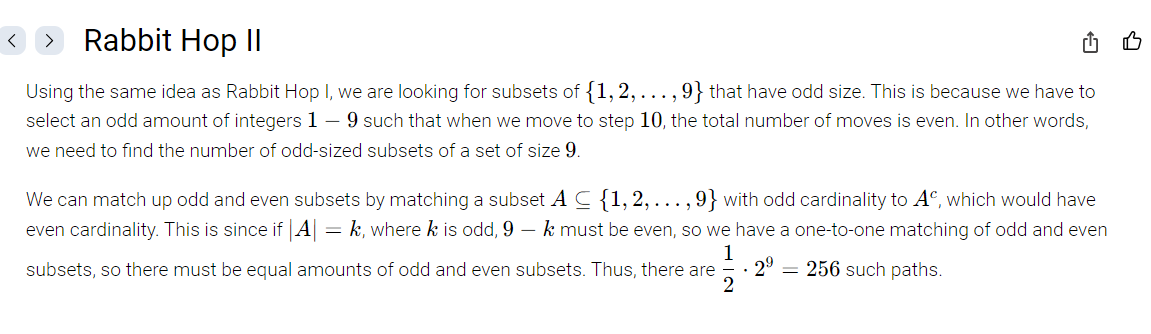 Rabbit Hop II
Using the same idea as Rabbit Hop I, we are looking for subsets of {1, 2, . . . , 9} that have odd size. This is because we have to
select an odd amount of integers 1 − 9 such that when we move to step 10, the total number of moves is even. In other words,
we need to find the number of odd-sized subsets of a set of size 9.
We can match up odd and even subsets by matching a subset A ⊆ {1, 2, . . . , 9} with odd cardinality to Aᶜ, which would have
even cardinality. This is since if |A| = k, where k is odd, 9 − k must be even, so we have a one-to-one matching of odd and even
subsets, so there must be equal amounts of odd and even subsets. Thus, there are 1/2 · 2⁹ = 256 such paths.